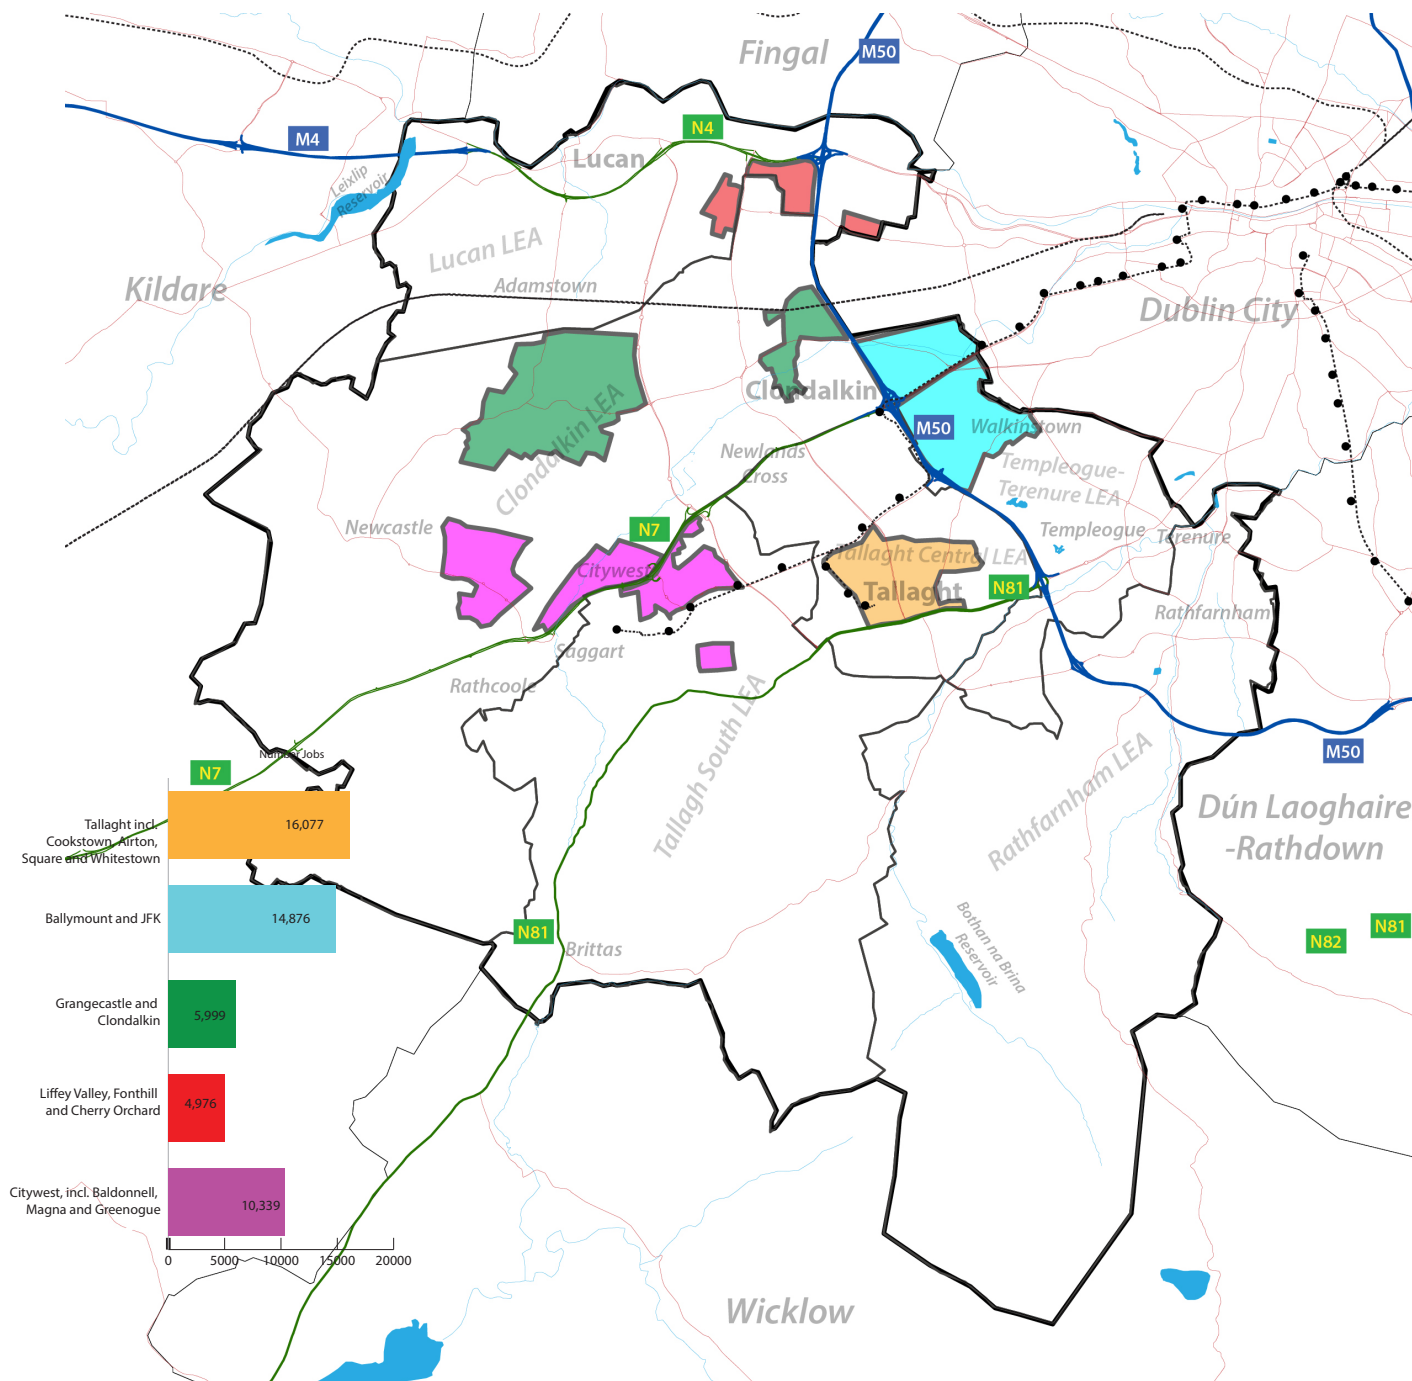 Fingal
M50
N4
M4
Lucan
Leixlip
Reservoir
Lucan LEA
Kildare
Adamstown
Dublin City
Clondalkin
Clondalkin LEA
M50
Walkinstown
Newlands
Cross
Templeogue-
Terenure LEA
Newcastle
N7
Templeogue
Terenure
Tallaght Central LEA
Citywest
Tallaght
N81
Rathfarnham
Saggart
Rathcoole
Tallagh South LEA
Rathfarnham LEA
M50
Number Jobs
N7
Dún Laoghaire
-Rathdown
Tallaght incl.
Cookstown, Airton,
Square and Whitestown
16,077
Ballymount and JFK
14,876
N81
Brittas
Bothan na Brina
Reservoir
N82
N81
Grangecastle and
Clondalkin
5,999
Liffey Valley, Fonthill
and Cherry Orchard
4,976
Citywest, incl. Baldonnell,
Magna and Greenogue
10,339
0 5000 10000 15000 20000
Wicklow